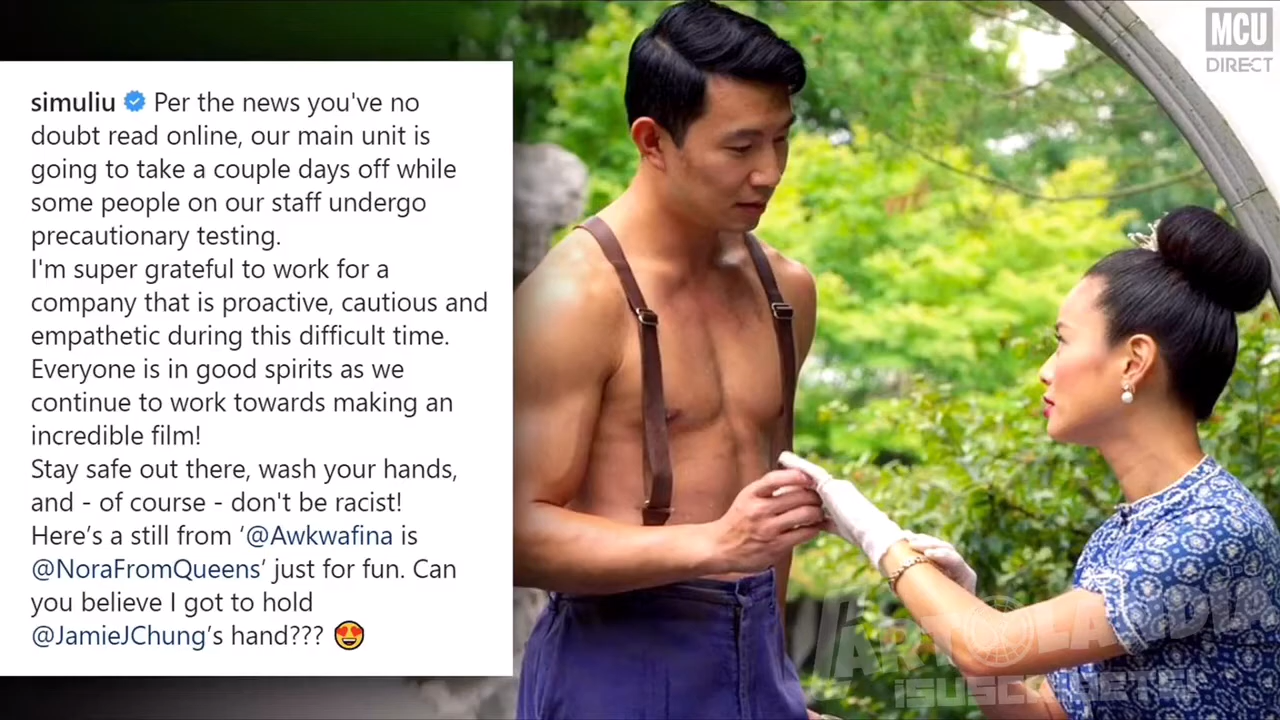 MCU
DIRECT
simuliu Per the news you've no
doubt read online, our main unit is
going to take a couple days off while
some people on our staff undergo
precautionary testing.
I'm super grateful to work for a
company that is proactive, cautious and
empathetic during this difficult time.
Everyone is in good spirits as we
continue to work towards making an
incredible film!
Stay safe out there, wash your hands,
and - of course - don't be racist!
Here’s a still from ‘@Awkwafina is
@NoraFromQueens’ just for fun. Can
you believe I got to hold
@JamieJChung’s hand??? 😍